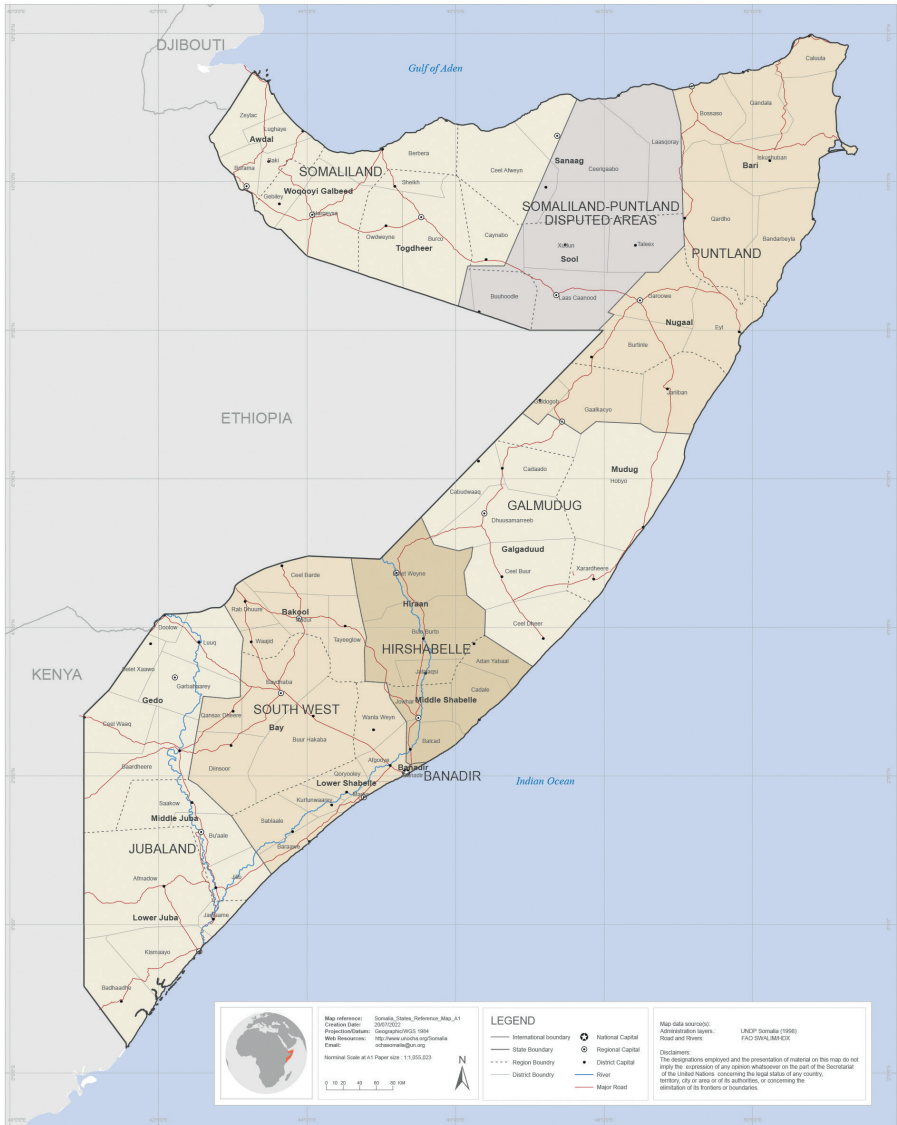 DJIBOUTI
Gulf of Aden
Caluula
Zeylac
Gandala
Bossaso
Lughaye
Awdal
Laasqoray
Berbera
Baki
Sanaag
Iskushuban
Borama
SOMALILAND
Ceel Afweyn
Ceerigaabo
Bari
Sheikh
Woqooyi Galbeed
Gebiley
SOMALILAND-PUNTLAND
DISPUTED AREAS
Hargeysa
Qardho
Burco
Caynabo
Owdweyne
Bandarbeyla
Togdheer
Xudun
Taleex
PUNTLAND
Sool
Buuhoodle
Laas Caanood
Garoowe
Nugaal
Eyl
Burtinle
Jariban
Galdogob
Gaalkacyo
ETHIOPIA
Cadaado
Mudug
Hobyo
Cabudwaaq
GALMUDUG
Dhuusamarreeb
Galgaduud
Xarardheere
Ceel Buur
Ceel Barde
Belet Weyne
Rab Dhuure
Hiraan
Bakool
Xudur
Ceel Dheer
Doolow
Bulo Burto
Luuq
Waajid
Tayeeglow
HIRSHABELLE
Adan Yabaal
Belet Xaawo
Jalalaqsi
KENYA
Garbahaarey
Baydhaba
Cadale
Gedo
Jowhar
Middle Shabelle
Qansax Dheere
SOUTH WEST
Wanla Weyn
Ceel Waaq
Bay
Buur Hakaba
Balcad
Baardheere
Diinsoor
Afgooye
Banadir
Banadir
BANADIR
Qoryooley
Indian Ocean
Lower Shabelle
Marka
Saakow
Kurtunwaarey
Middle Juba
Sablaale
Bu'aale
Baraawe
JUBALAND
Jilib
Afmadow
Lower Juba
Jamaame
Kismaayo
Badhaadhe
Map reference: Somalia_States_Reference_Map_A1
Creation Date: 20/07/2022
Projection/Datum: Geographic/WGS 1984
Web Resources: http://www.unocha.org/Somalia
Email: ochasomalia@un.org
Nominal Scale at A1 Paper size : 1:1,055,823
N
0 10 20 40 60 80 KM
LEGEND
International boundary
State Boundary
Region Boundry
District Boundry
National Capital
Regional Capital
District Capital
River
Major Road
Map data source(s):
Administration layers.: UNDP Somalia (1998)
Road and Rivers: FAO SWALIM/HDX
Disclaimers:
The designations employed and the presentation of material on this map do not
imply the expression of any opinion whatsoever on the part of the Secretariat
of the United Nations concerning the legal status of any country,
territory, city or area or of its authorities, or concerning the
elimitation of its frontiers or boundaries.